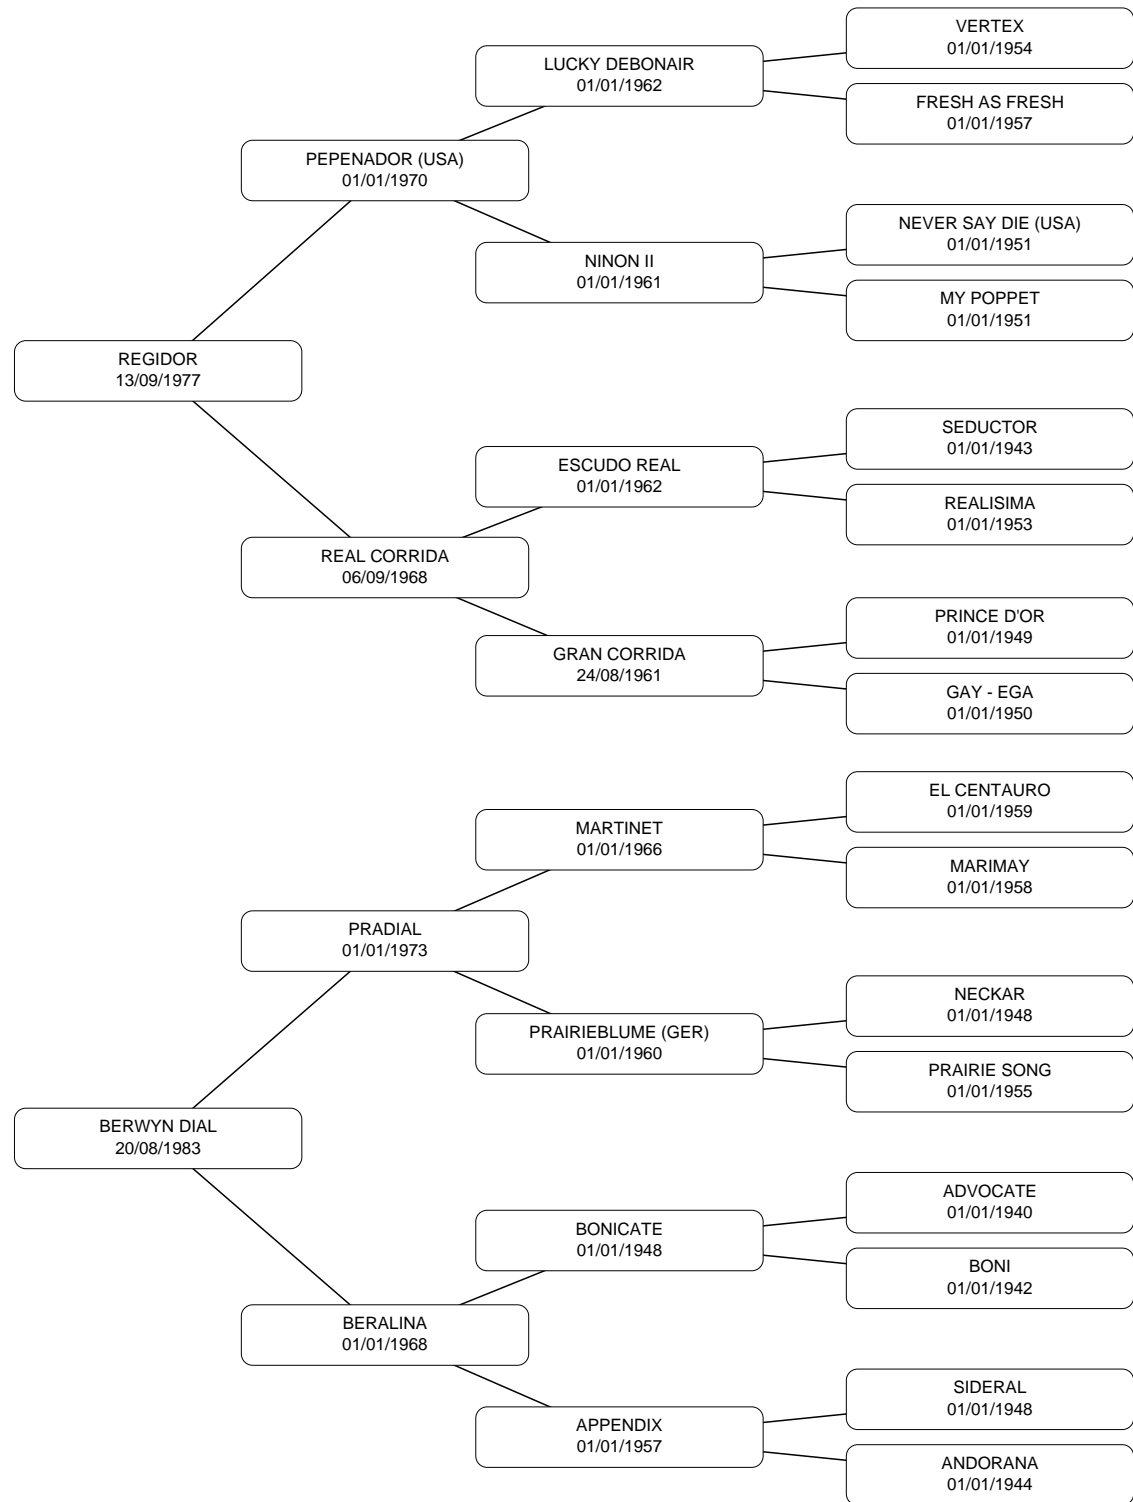 VERTEX
01/01/1954
LUCKY DEBONAIR
01/01/1962
FRESH AS FRESH
01/01/1957
PEPENADOR (USA)
01/01/1970
NEVER SAY DIE (USA)
01/01/1951
NINON II
01/01/1961
MY POPPET
01/01/1951
REGIDOR
13/09/1977
SEDUCTOR
01/01/1943
ESCUDO REAL
01/01/1962
REALISIMA
01/01/1953
REAL CORRIDA
06/09/1968
PRINCE D'OR
01/01/1949
GRAN CORRIDA
24/08/1961
GAY - EGA
01/01/1950
EL CENTAURO
01/01/1959
MARTINET
01/01/1966
MARIMAY
01/01/1958
PRADIAL
01/01/1973
NECKAR
01/01/1948
PRAIRIEBLUME (GER)
01/01/1960
PRAIRIE SONG
01/01/1955
BERWYN DIAL
20/08/1983
ADVOCATE
01/01/1940
BONICATE
01/01/1948
BONI
01/01/1942
BERALINA
01/01/1968
SIDERAL
01/01/1948
APPENDIX
01/01/1957
ANDORANA
01/01/1944